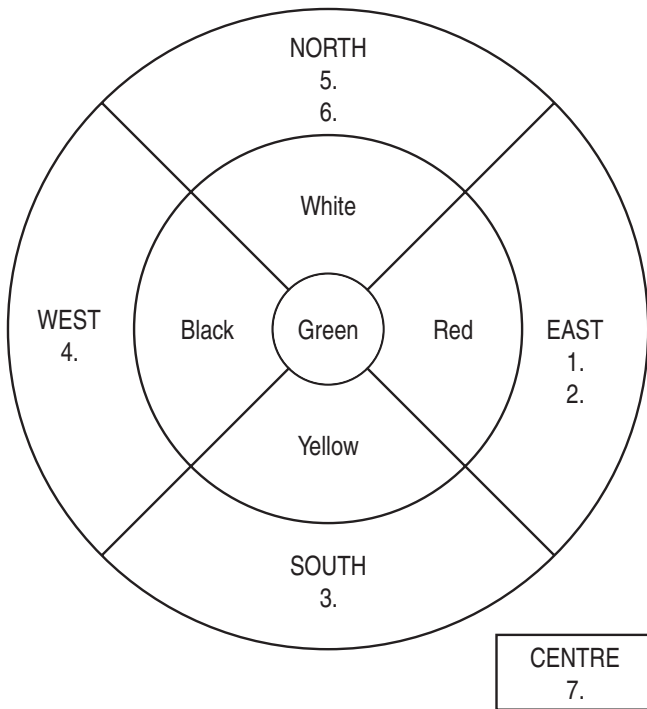 NORTH
5.
6.
White
WEST
4.
Black
Green
Red
EAST
1.
2.
Yellow
SOUTH
3.
CENTRE
7.